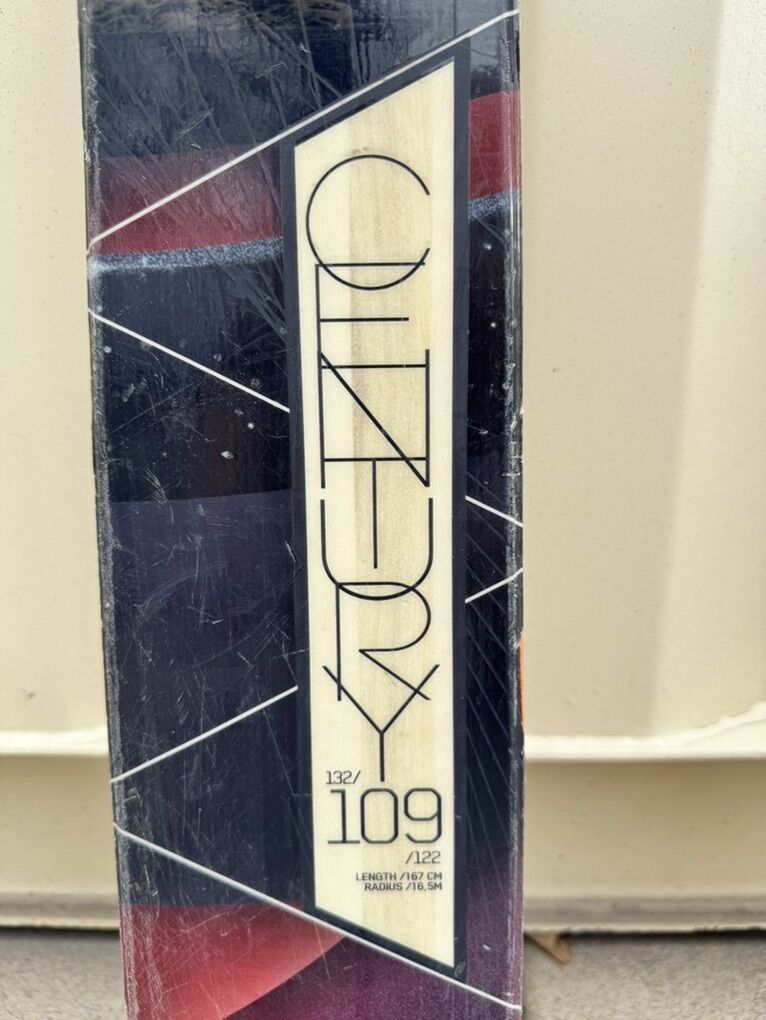 CENTURY
132/
109
/122
LENGTH /167 CM
RADIUS /16,5M